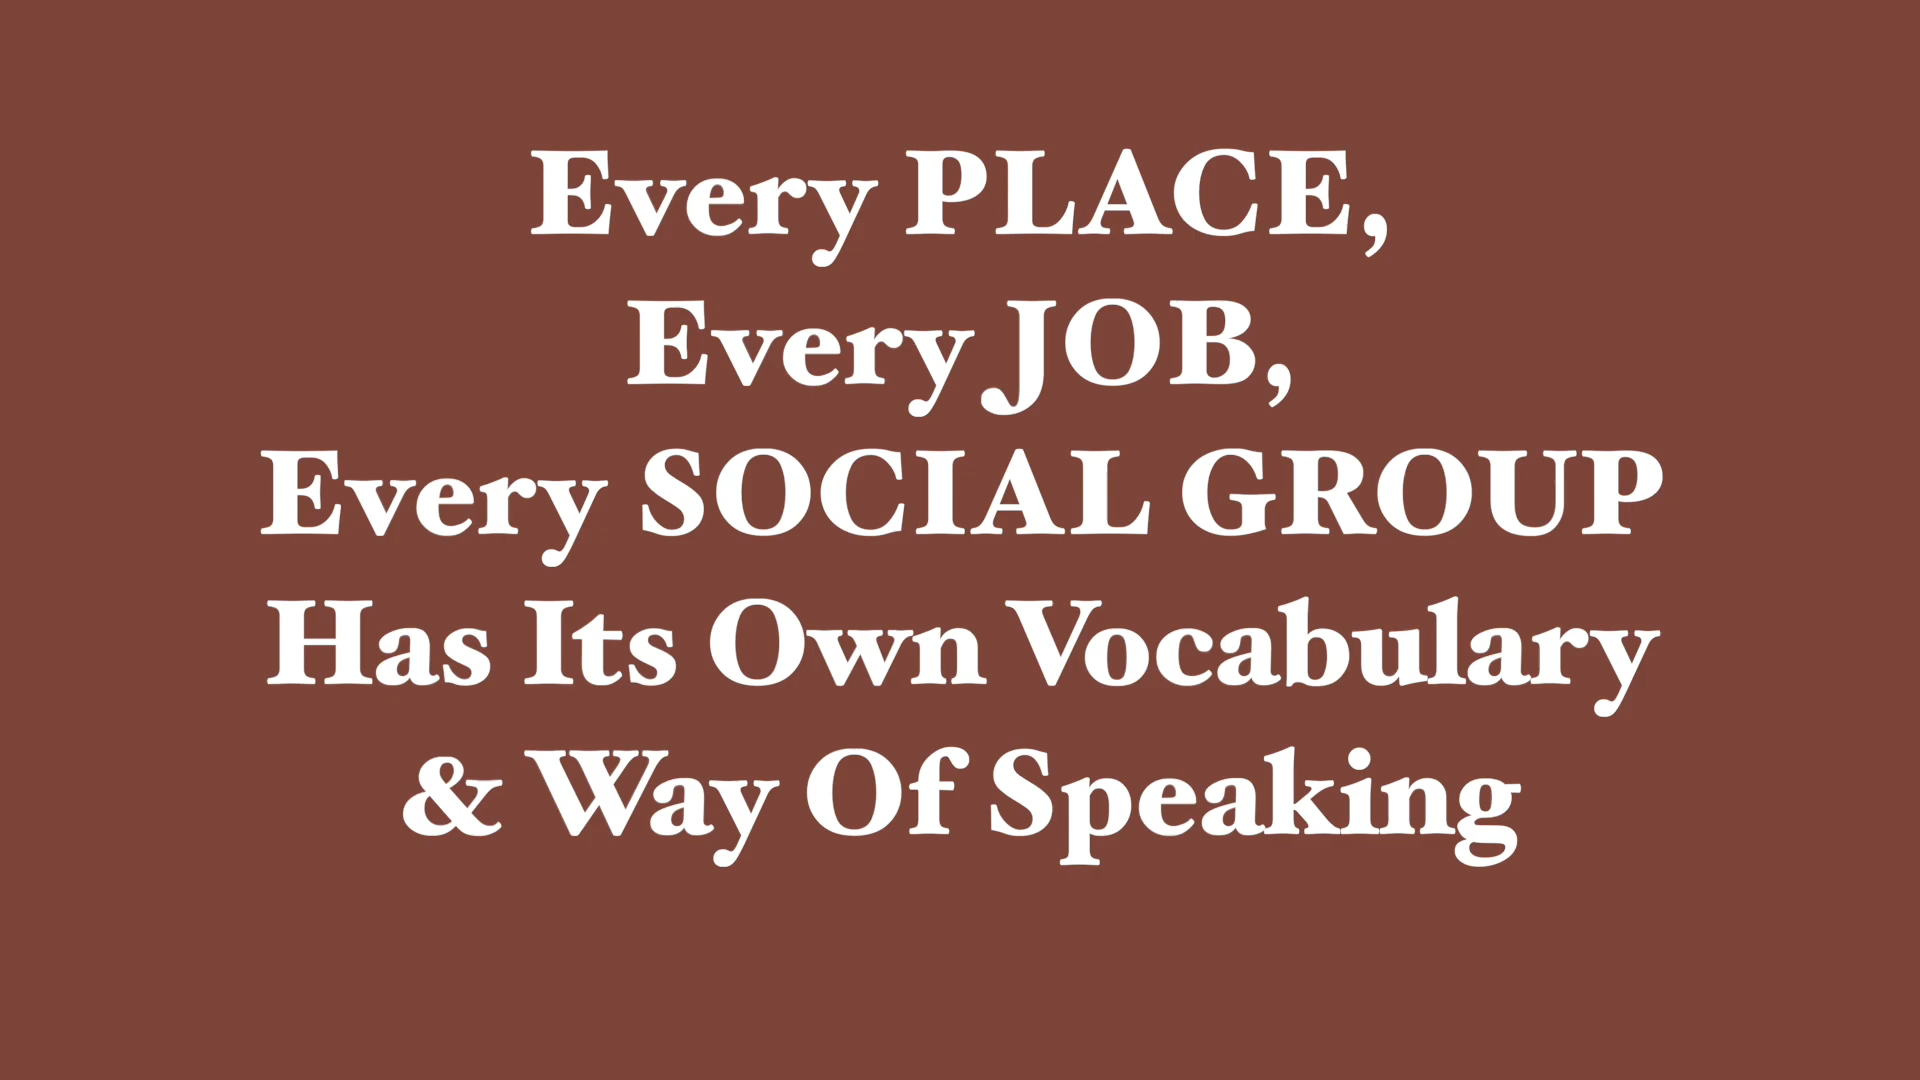 Every PLACE,
Every JOB,
Every SOCIAL GROUP
Has Its Own Vocabulary
& Way Of Speaking